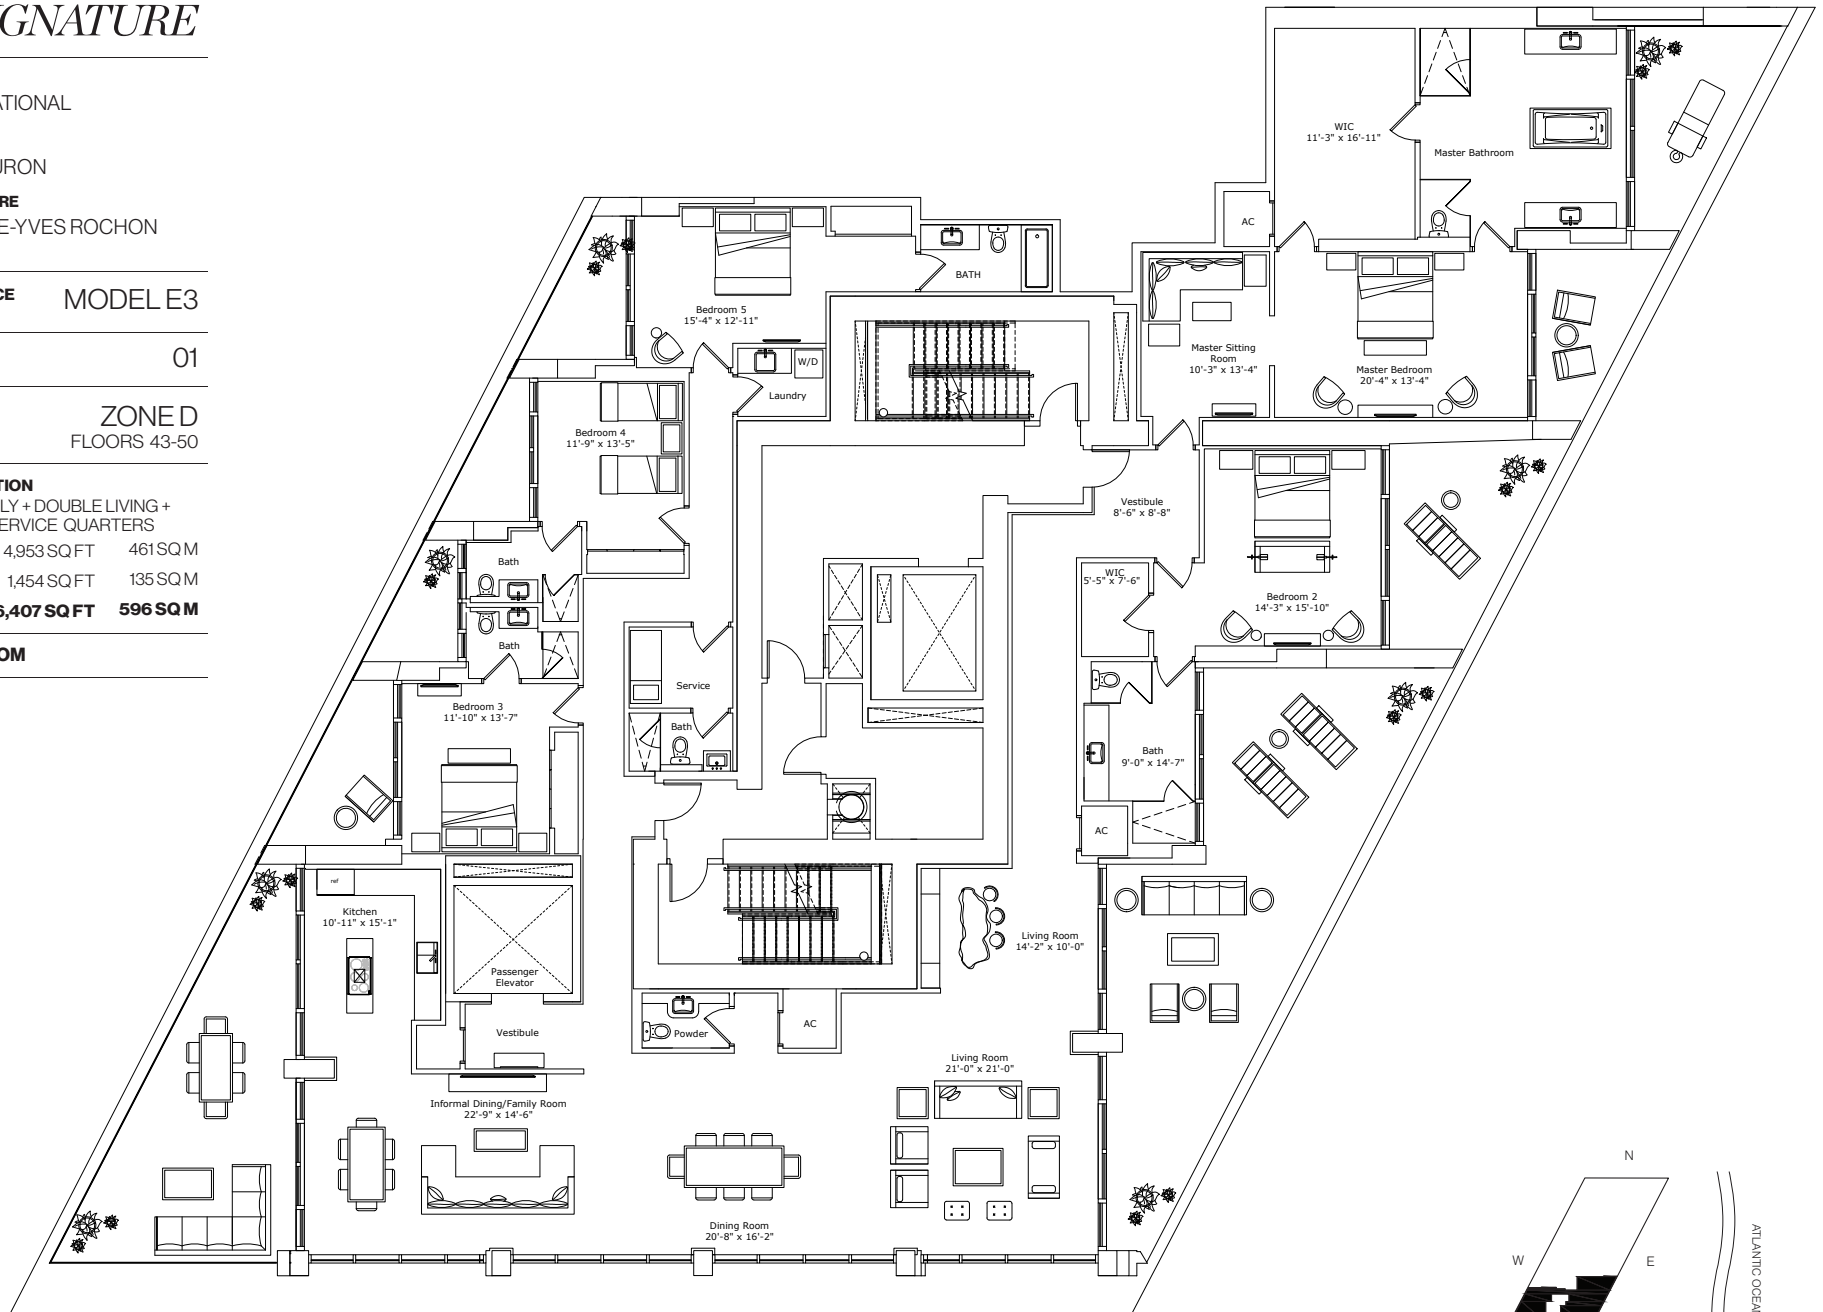 IGNATURE
ATIONAL
URON
RE
E-YVES ROCHON
CE MODEL E3
01
ZONE D
FLOORS 43-50
TION
LY + DOUBLE LIVING +
ERVICE QUARTERS
4,953 SQ FT 461 SQ M
1,454 SQ FT 135 SQ M
6,407 SQ FT 596 SQ M
OM
WIC
11'-3" x 16'-11"
Master Bathroom
AC
BATH
Bedroom 5
15'-4" x 12'-11"
W/D
Laundry
Master Sitting
Room
10'-3" x 13'-4"
Master Bedroom
20'-4" x 13'-4"
Bedroom 4
11'-9" x 13'-5"
Vestibule
8'-6" x 8'-8"
Bath
WIC
5'-5" x 7'-6"
Bedroom 2
14'-3" x 15'-10"
Bath
Service
Bedroom 3
11'-10" x 13'-7"
Bath
Bath
9'-0" x 14'-7"
AC
ref
Kitchen
10'-11" x 15'-1"
Living Room
14'-2" x 10'-0"
Passenger
Elevator
Vestibule
Powder
AC
Living Room
21'-0" x 21'-0"
Informal Dining/Family Room
22'-9" x 14'-6"
Dining Room
20'-8" x 16'-2"
N
W
E
ATLANTIC OCEAN